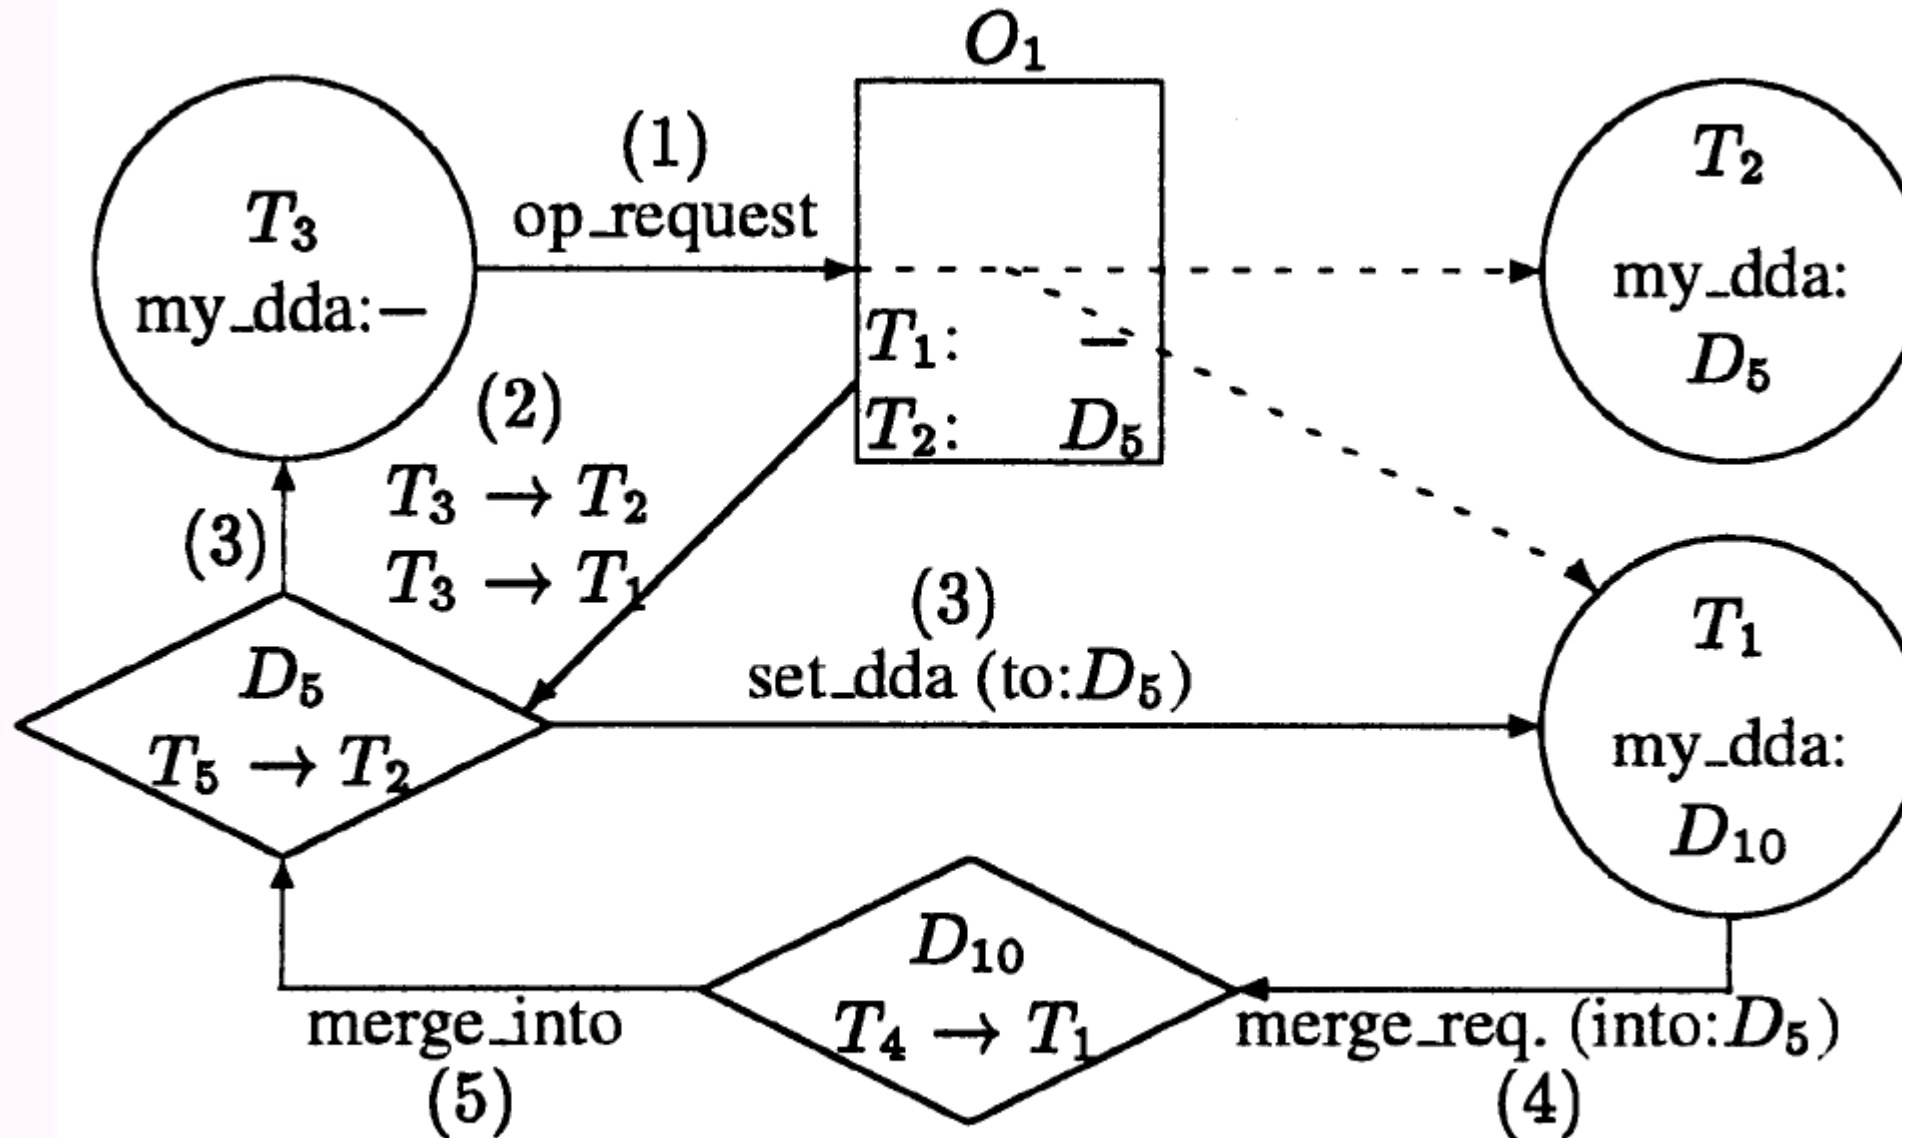 O₁
(1)
op_request
T₃
my_dda:–
T₁: –
T₂: D₅
T₂
my_dda:
D₅
(2)
T₃ → T₂
T₃ → T₁
(3)
(3)
set_dda (to:D₅)
D₅
T₅ → T₂
T₁
my_dda:
D₁₀
D₁₀
T₄ → T₁
merge_into
(5)
merge_req. (into:D₅)
(4)